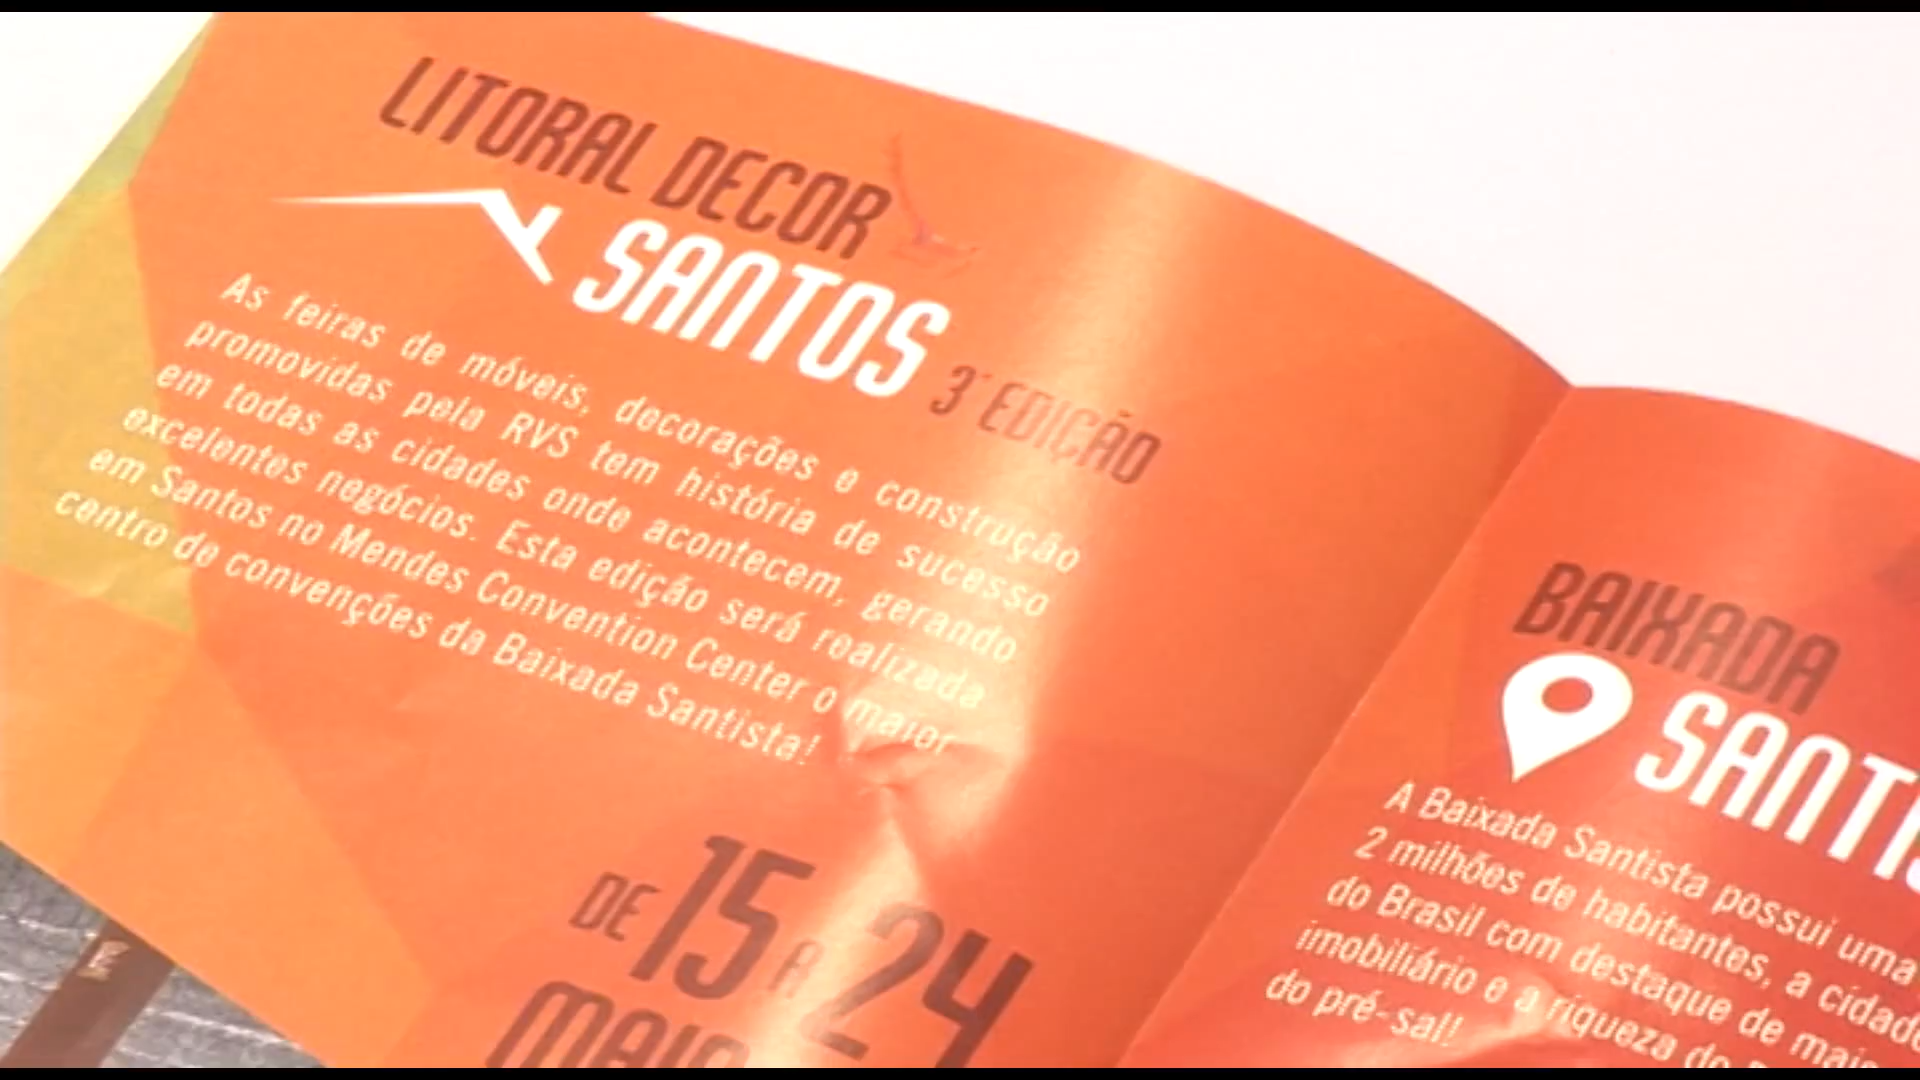 LITORAL DECOR
SANTOS
3ª EDIÇÃO
As feiras de móveis, decorações e construção
promovidas pela RVS tem história de sucesso
em todas as cidades onde acontecem, gerando
excelentes negócios. Esta edição será realizada
em Santos no Mendes Convention Center o maior
centro de convenções da Baixada Santista!
DE 15 A 24
MAIO
BAIXADA
A Baixada Santista possui uma
2 milhões de habitantes, a
do Brasil com destaque de
imobiliário e a riqueza do
do pré-sal!